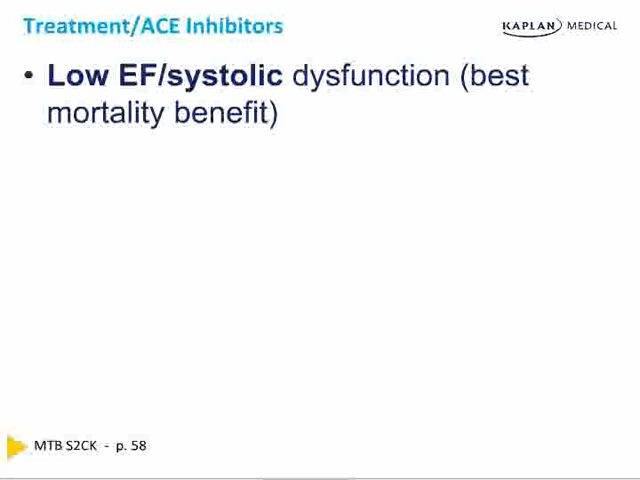 Treatment/ACE Inhibitors
KAPLAN MEDICAL
• Low EF/systolic dysfunction (best
mortality benefit)
MTB S2CK - p. 58